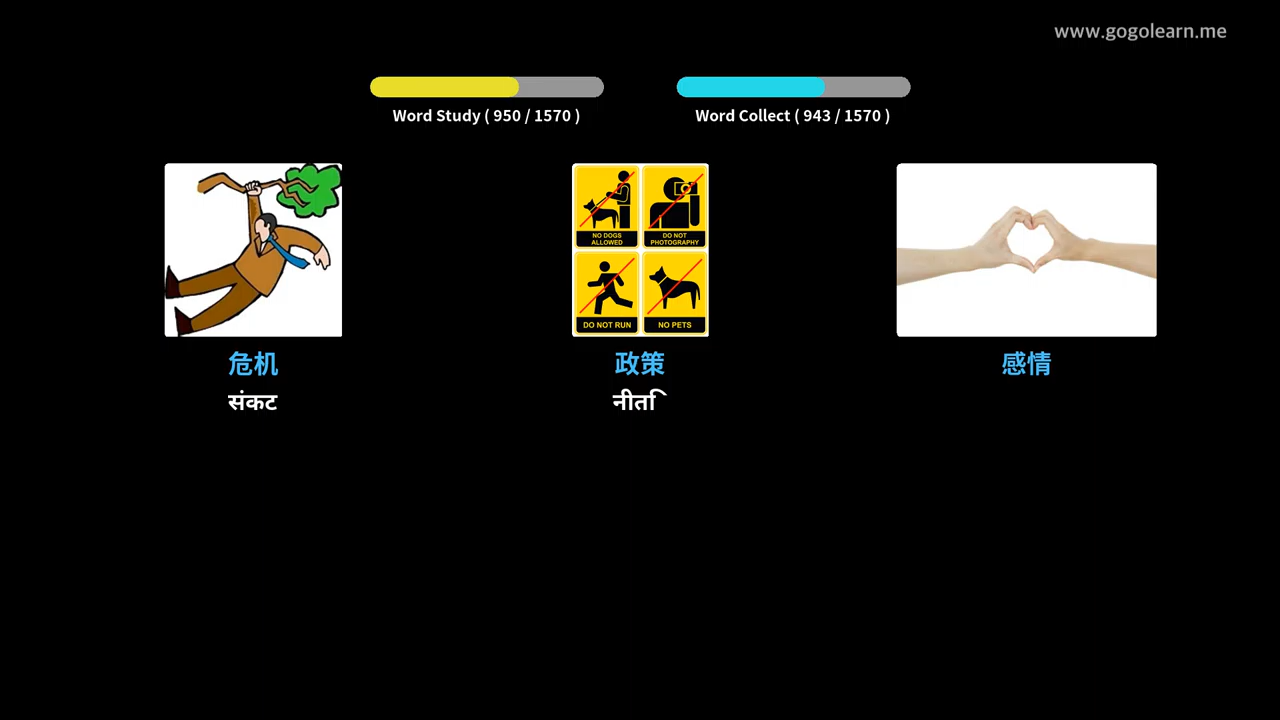 www.gogolearn.me
Word Study ( 950 / 1570 )
Word Collect ( 943 / 1570 )
NO DOGS
ALLOWED
DO NOT
PHOTOGRAPHY
DO NOT RUN
NO PETS
危机
政策
感情
संकट
नीति